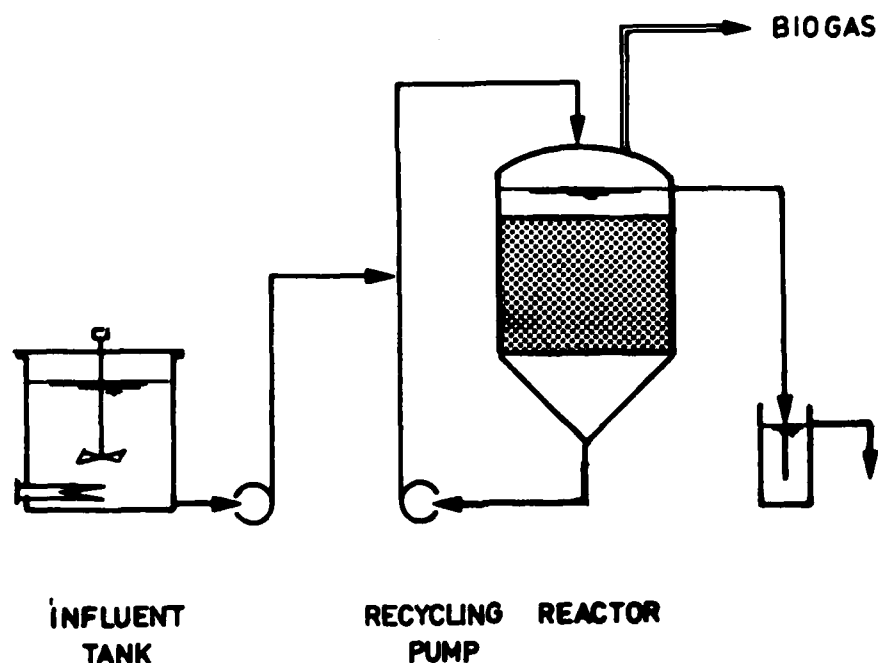 BIOGAS
INFLUENT
TANK
RECYCLING
PUMP
REACTOR